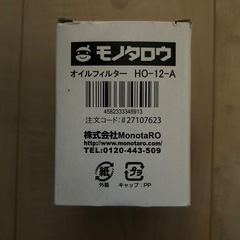 モノタロウ
オイルフィルター HO-12-A
4582333348913
注文コード:#27107623
株式会社MonotaRO
http://www.monotaro.com
TEL:0120-443-509
紙 プラ
外箱 キャップ:PP